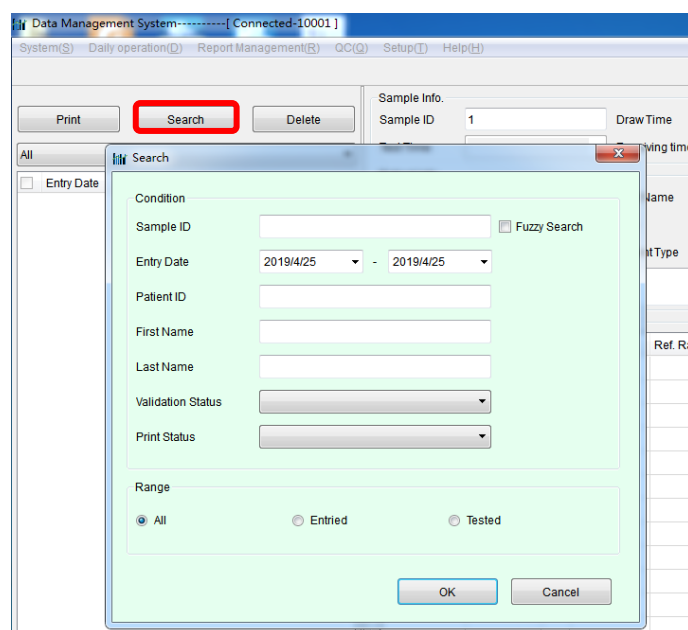 Data Management System----------[ Connected-10001 ]
System(S) Daily operation(D) Report Management(R) QC(Q) Setup(T) Help(H)
Sample Info.
Print Search Delete Sample ID 1 Draw Time
All
Search x
Entry Date
Condition
Name
Sample ID Fuzzy Search
Entry Date 2019/4/25 - 2019/4/25
Type
Patient ID
First Name
Ref. R
Last Name
Validation Status
Print Status
Range
All Entried Tested
OK Cancel